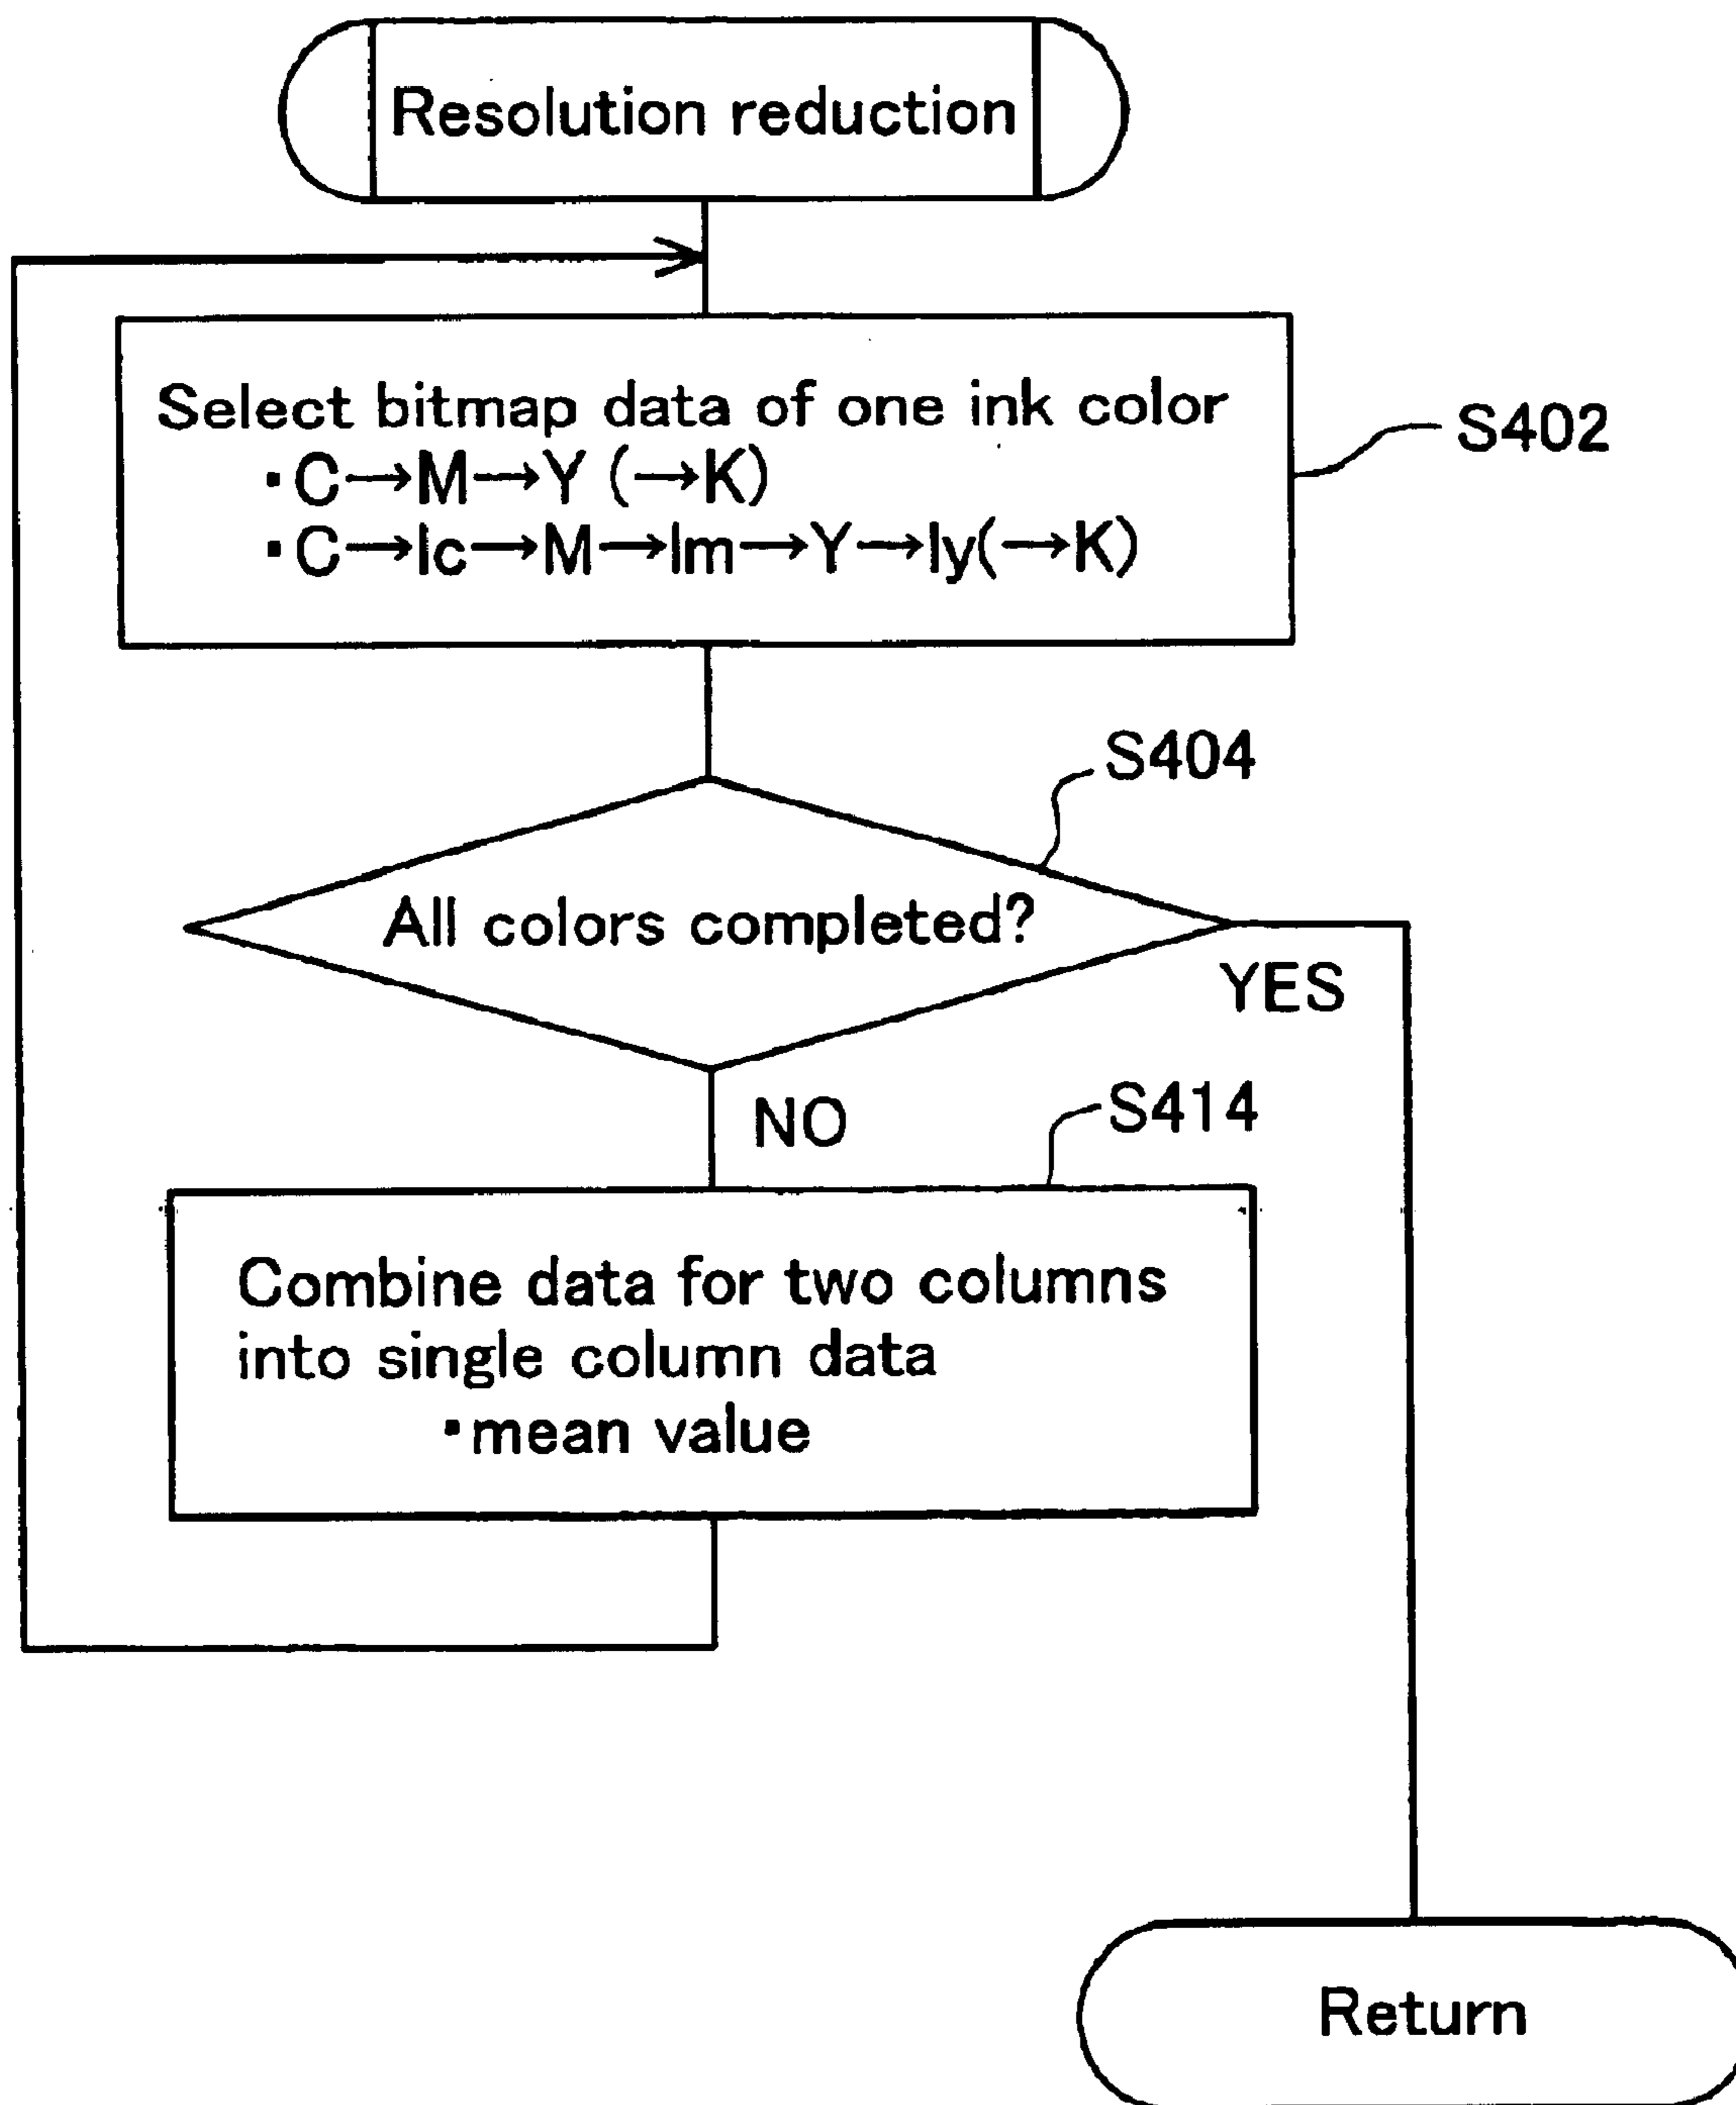 Resolution reduction
Select bitmap data of one ink color
▪C→M→Y (→K)
▪C→lc→M→lm→Y→ly(→K)
S402
S404
All colors completed?
YES
NO
S414
Combine data for two columns
into single column data
▪mean value
Return